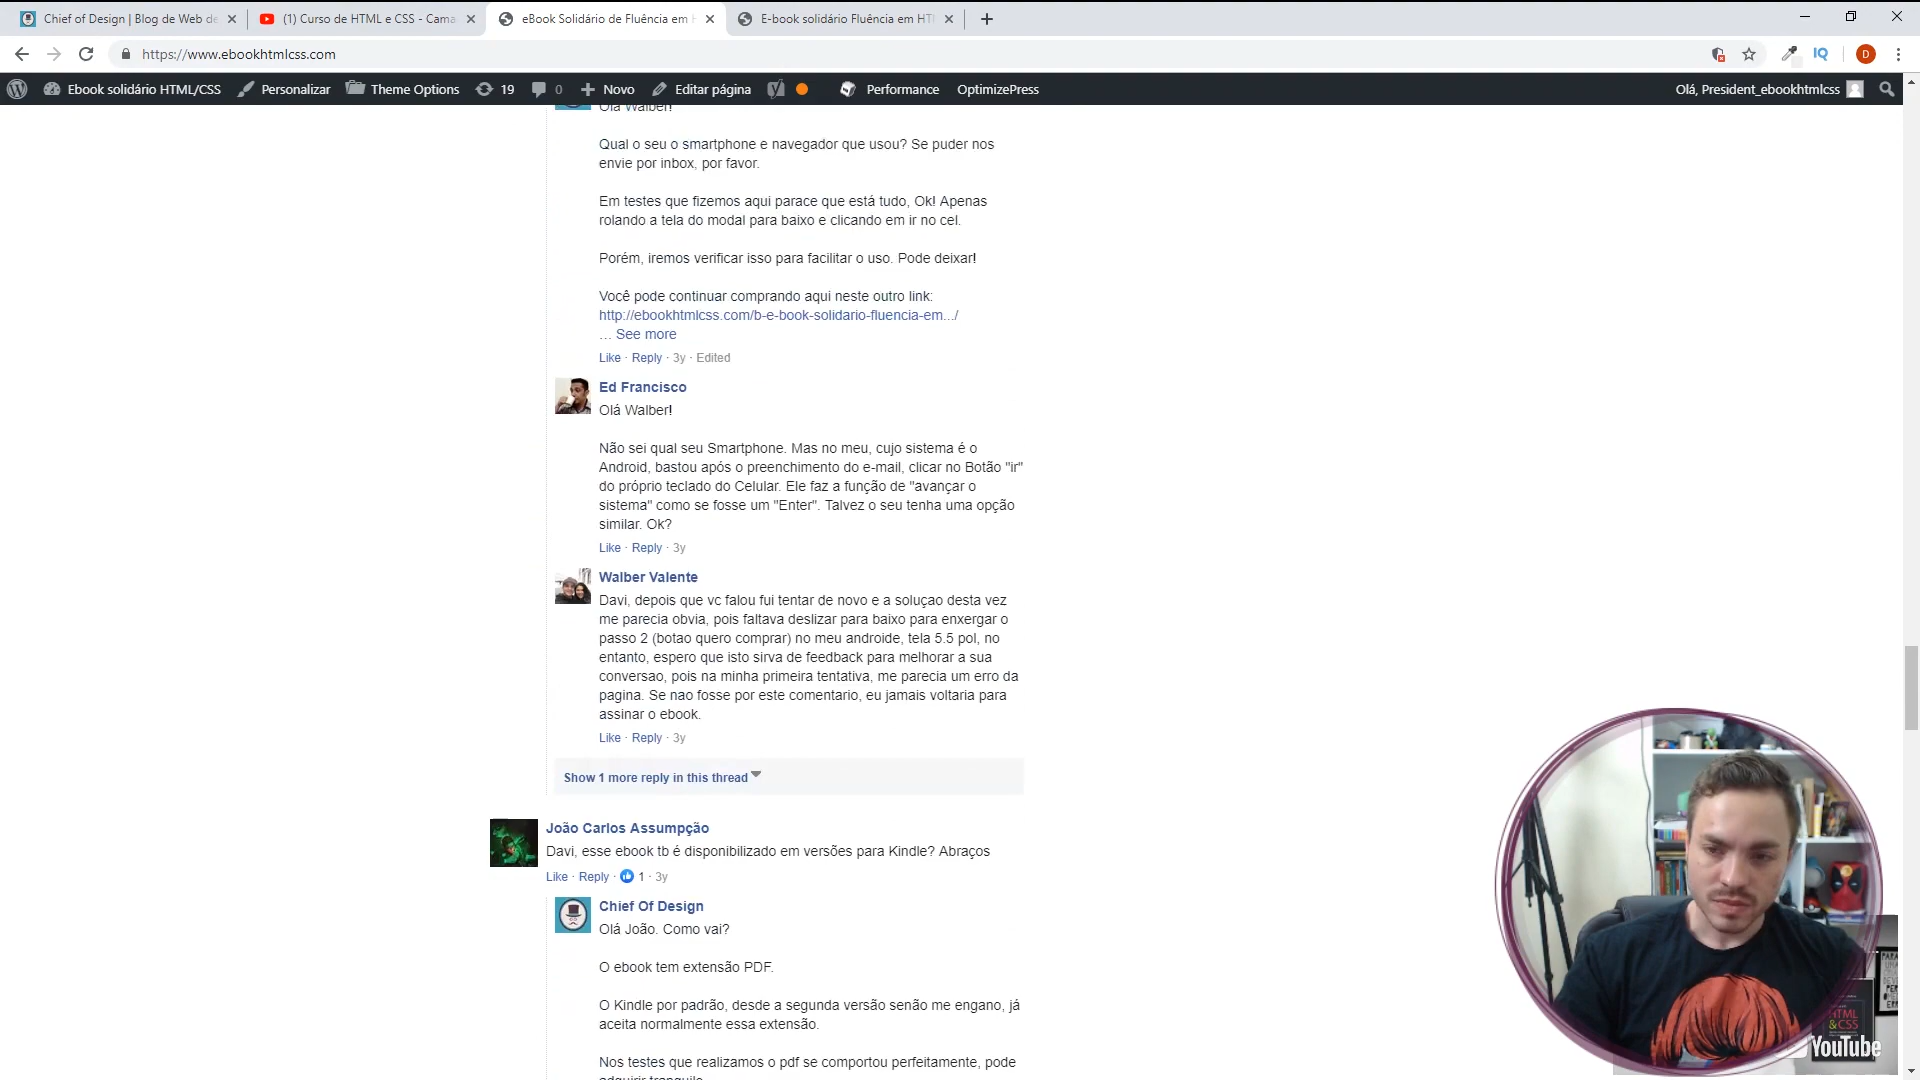 Chief of Design | Blog de Web de
(1) Curso de HTML e CSS - Cama
eBook Solidário de Fluência em H
E-book solidário Fluência em HT
https://www.ebookhtmlcss.com
IQ
D
Ebook solidário HTML/CSS
Personalizar
Theme Options
19
0
Novo
Editar página
Performance
OptimizePress
Olá, President_ebookhtmlcss
Olá Walber!
Qual o seu o smartphone e navegador que usou? Se puder nos
envie por inbox, por favor.
Em testes que fizemos aqui parace que está tudo, Ok! Apenas
rolando a tela do modal para baixo e clicando em ir no cel.
Porém, iremos verificar isso para facilitar o uso. Pode deixar!
Você pode continuar comprando aqui neste outro link:
http://ebookhtmlcss.com/b-e-book-solidario-fluencia-em.../
... See more
Like · Reply · 3y · Edited
Ed Francisco
Olá Walber!
Não sei qual seu Smartphone. Mas no meu, cujo sistema é o
Android, bastou após o preenchimento do e-mail, clicar no Botão "ir"
do próprio teclado do Celular. Ele faz a função de "avançar o
sistema" como se fosse um "Enter". Talvez o seu tenha uma opção
similar. Ok?
Like · Reply · 3y
Walber Valente
Davi, depois que vc falou fui tentar de novo e a soluçao desta vez
me parecia obvia, pois faltava deslizar para baixo para enxergar o
passo 2 (botao quero comprar) no meu androide, tela 5.5 pol, no
entanto, espero que isto sirva de feedback para melhorar a sua
conversao, pois na minha primeira tentativa, me parecia um erro da
pagina. Se nao fosse por este comentario, eu jamais voltaria para
assinar o ebook.
Like · Reply · 3y
Show 1 more reply in this thread
João Carlos Assumpção
Davi, esse ebook tb é disponibilizado em versões para Kindle? Abraços
Like · Reply · 1 · 3y
Chief Of Design
Olá João. Como vai?
O ebook tem extensão PDF.
O Kindle por padrão, desde a segunda versão senão me engano, já
aceita normalmente essa extensão.
Nos testes que realizamos o pdf se comportou perfeitamente, pode
adquirir tranquilo
HTML
&CSS
YouTube